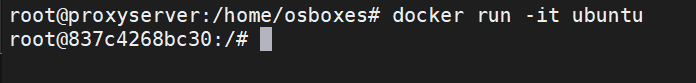 root@proxyserver:/home/osboxes# docker run -it ubuntu
root@837c4268bc30:/#